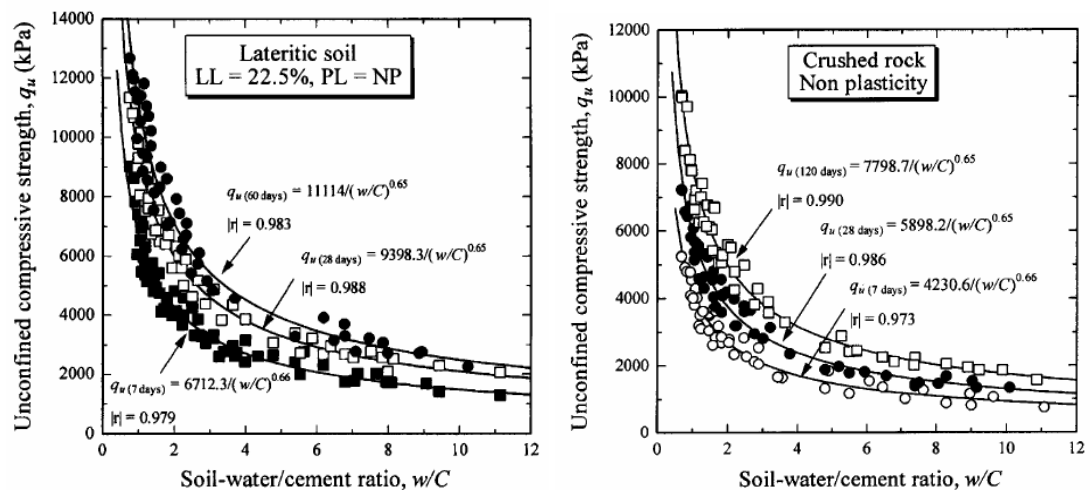 Unconfined compressive strength, qᵤ (kPa)
14000
12000
10000
8000
6000
4000
2000
0
Lateritic soil
LL = 22.5%, PL = NP
qᵤ (60 days) = 11114/(w/C)^0.65
|r| = 0.983
qᵤ (28 days) = 9398.3/(w/C)^0.65
|r| = 0.988
qᵤ (7 days) = 6712.3/(w/C)^0.66
|r| = 0.979
0 2 4 6 8 10 12
Soil-water/cement ratio, w/C
Unconfined compressive strength, qᵤ (kPa)
12000
10000
8000
6000
4000
2000
0
Crushed rock
Non plasticity
qᵤ (120 days) = 7798.7/(w/C)^0.65
|r| = 0.990
qᵤ (28 days) = 5898.2/(w/C)^0.65
|r| = 0.986
qᵤ (7 days) = 4230.6/(w/C)^0.66
|r| = 0.973
0 2 4 6 8 10 12
Soil-water/cement ratio, w/C